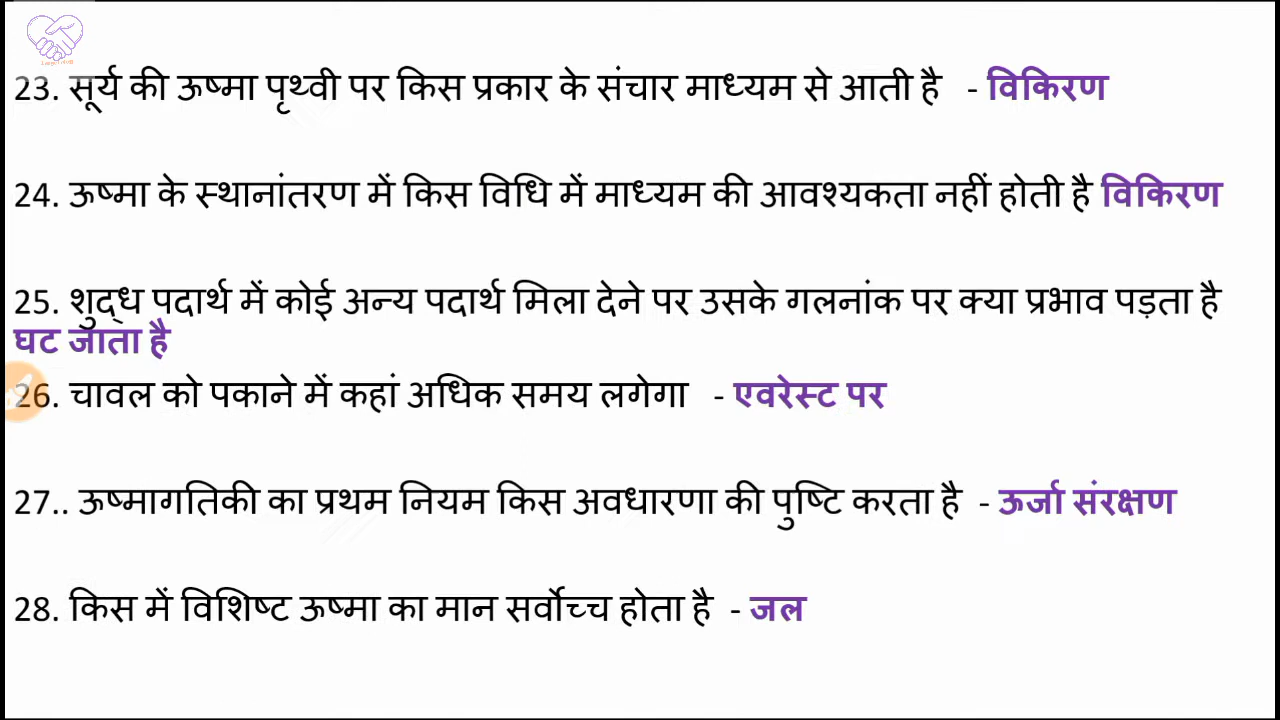 23. सूर्य की ऊष्मा पृथ्वी पर किस प्रकार के संचार माध्यम से आती है - विकिरण
24. ऊष्मा के स्थानांतरण में किस विधि में माध्यम की आवश्यकता नहीं होती है विकिरण
25. शुद्ध पदार्थ में कोई अन्य पदार्थ मिला देने पर उसके गलनांक पर क्या प्रभाव पड़ता है
घट जाता है
26. चावल को पकाने में कहां अधिक समय लगेगा - एवरेस्ट पर
27.. ऊष्मागतिकी का प्रथम नियम किस अवधारणा की पुष्टि करता है - ऊर्जा संरक्षण
28. किस में विशिष्ट ऊष्मा का मान सर्वोच्च होता है - जल